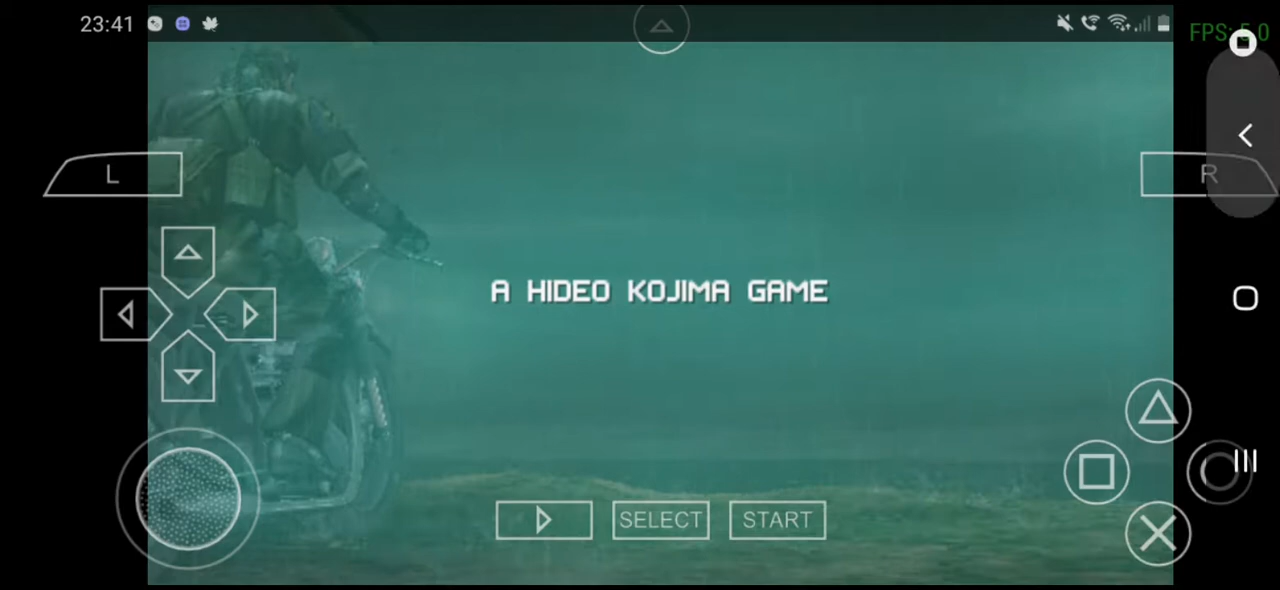 23:41
FPS: 5.0
L
R
A HIDEO KOJIMA GAME
SELECT
START